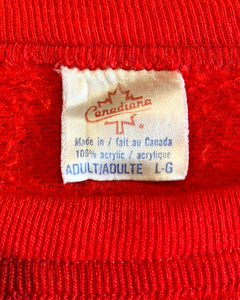 Canadiana
Made in / fait au Canada
100% acrylic / acrylique
ADULT/ADULTE L-G